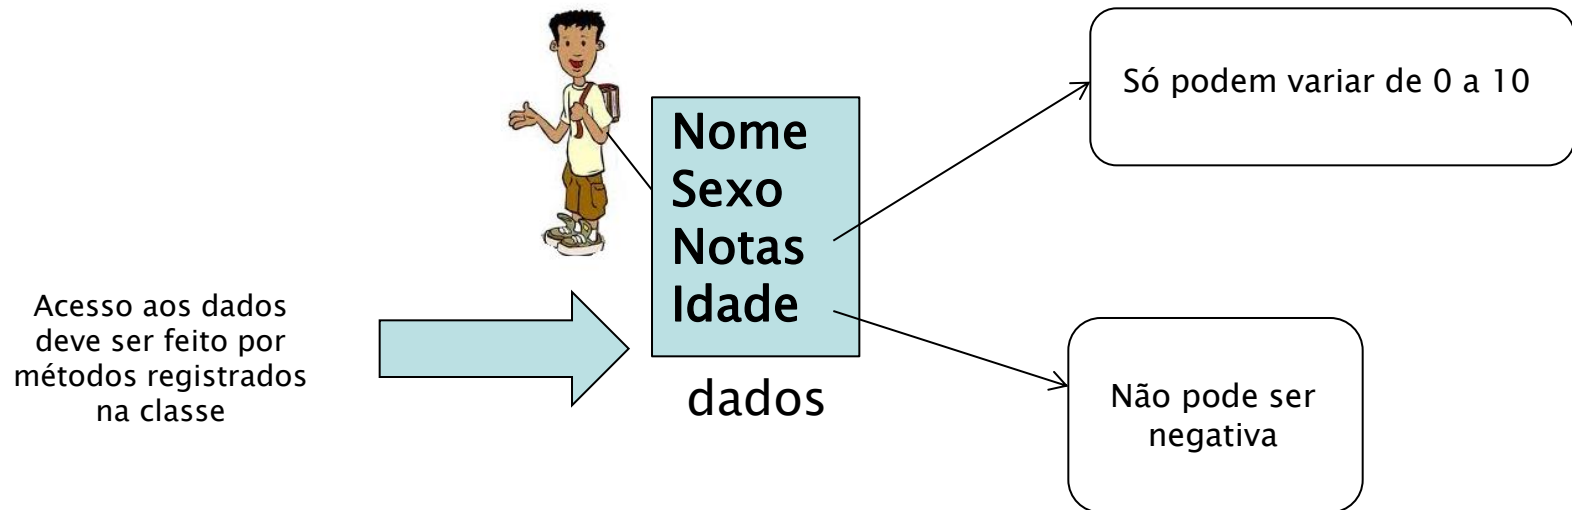 Só podem variar de 0 a 10
Nome
Sexo
Notas
Idade
dados
Acesso aos dados
deve ser feito por
métodos registrados
na classe
Não pode ser
negativa